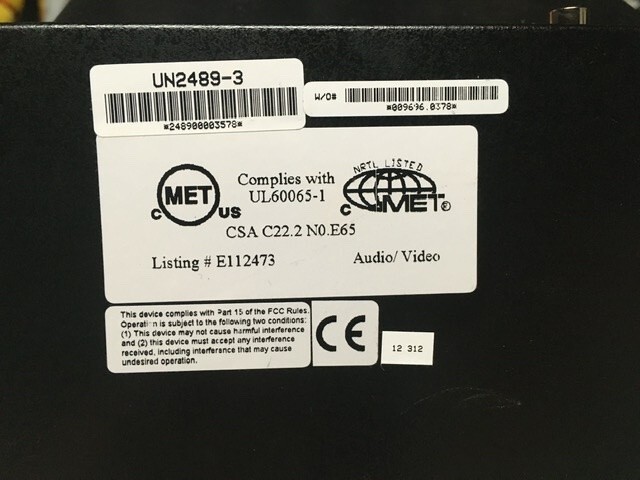 UN2489-3
*248900003578*
W/O#
*009696.0378*
c MET US
Complies with
UL60065-1
NRTL LISTED
c MET®
CSA C22.2 N0.E65
Listing # E112473
Audio/ Video
This device complies with Part 15 of the FCC Rules.
Operation is subject to the following two conditions:
(1) This device may not cause harmful interference
and (2) this device must accept any interference
received, including interference that may cause
undesired operation.
CE
12 312